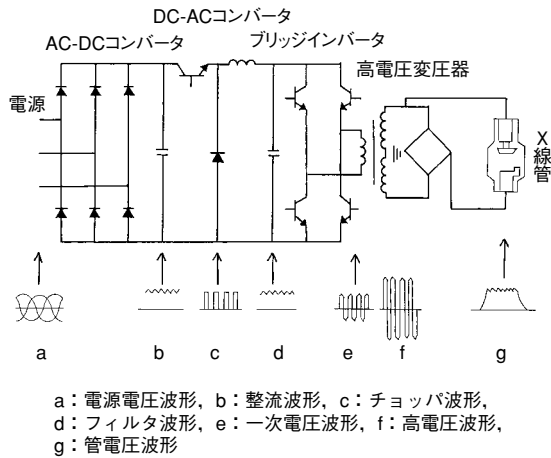 DC-ACコンバータ
AC-DCコンバータ
ブリッジインバータ
高電圧変圧器
電源
X線管
a b c d e f g
a：電源電圧波形，b：整流波形，c：チョッパ波形，
d：フィルタ波形，e：一次電圧波形，f：高電圧波形，
g：管電圧波形